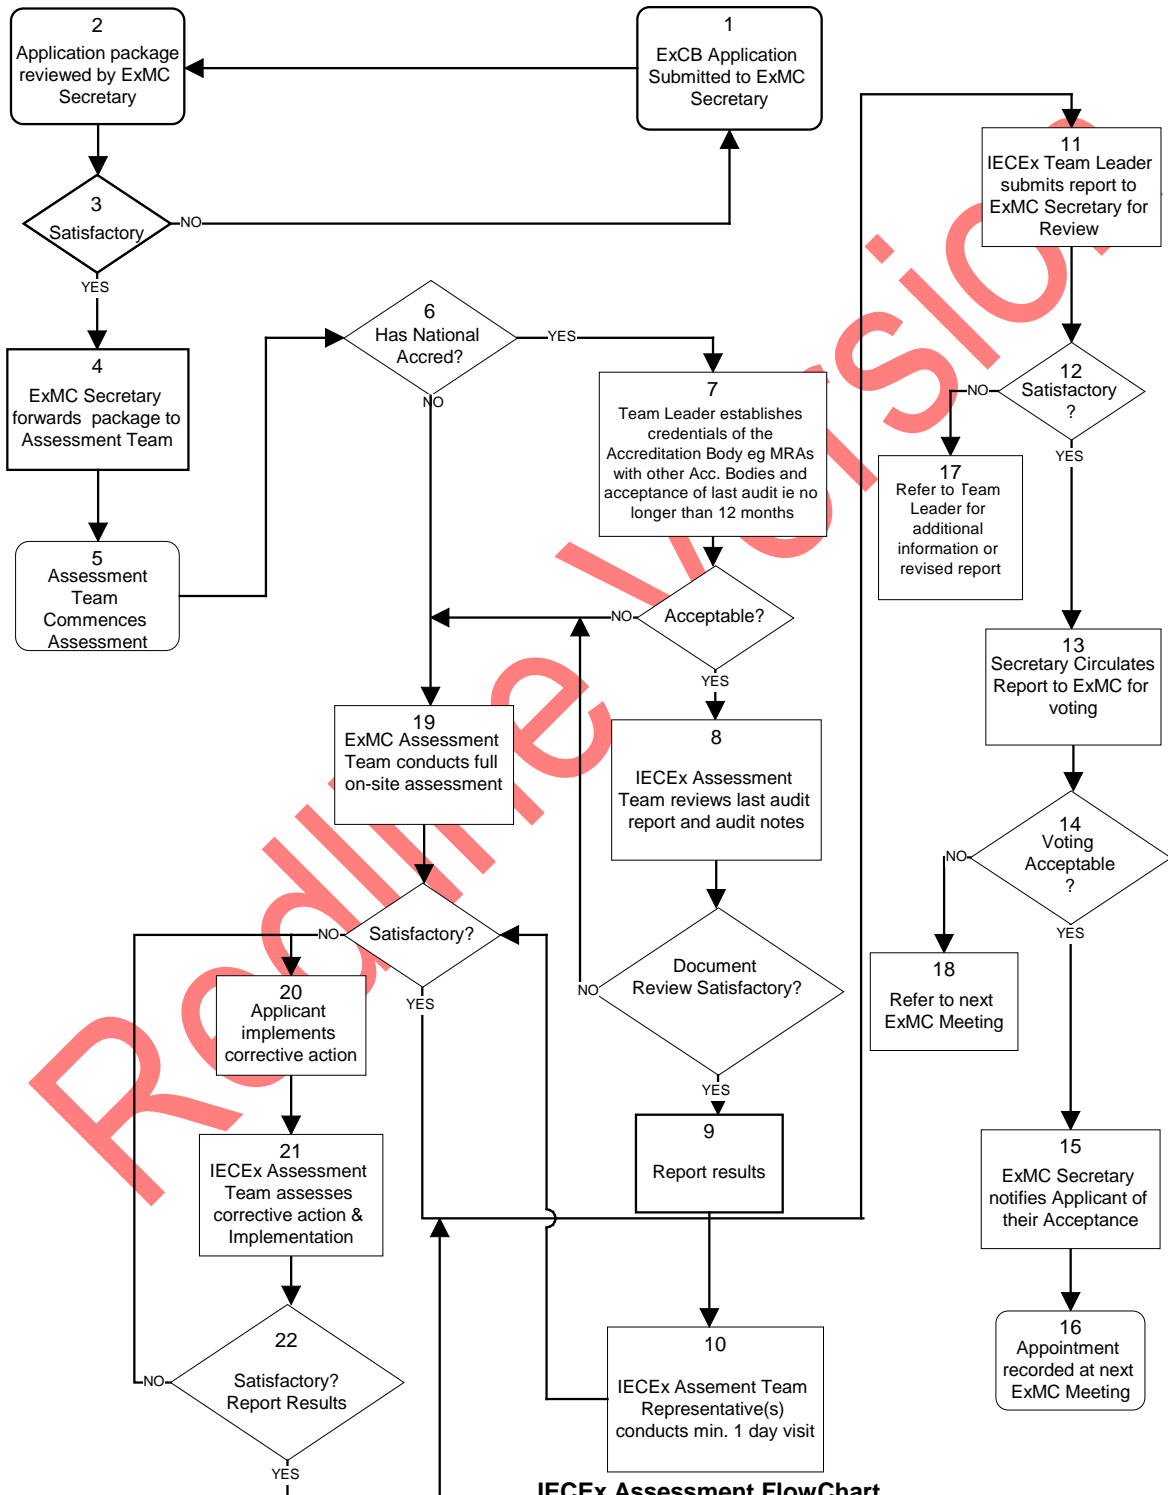 1
ExCB Application
Submitted to ExMC
Secretary
2
Application package
reviewed by ExMC
Secretary
3
Satisfactory
NO
YES
4
ExMC Secretary
forwards package to
Assessment Team
5
Assessment
Team
Commences
Assessment
6
Has National
Accred?
YES
NO
7
Team Leader establishes
credentials of the
Accreditation Body eg MRAs
with other Acc. Bodies and
acceptance of last audit ie no
longer than 12 months
Acceptable?
NO
YES
8
IECEx Assessment
Team reviews last audit
report and audit notes
Document
Review Satisfactory?
NO
YES
9
Report results
10
IECEx Assement Team
Representative(s)
conducts min. 1 day visit
11
IECEx Team Leader
submits report to
ExMC Secretary for
Review
12
Satisfactory
?
NO
YES
17
Refer to Team
Leader for
additional
information or
revised report
13
Secretary Circulates
Report to ExMC for
voting
14
Voting
Acceptable
?
NO
YES
18
Refer to next
ExMC Meeting
15
ExMC Secretary
notifies Applicant of
their Acceptance
16
Appointment
recorded at next
ExMC Meeting
19
ExMC Assessment
Team conducts full
on-site assessment
Satisfactory?
NO
YES
20
Applicant
implements
corrective action
21
IECEx Assessment
Team assesses
corrective action &
Implementation
22
Satisfactory?
Report Results
NO
YES
IECEx Assessment FlowChart
Redline Version